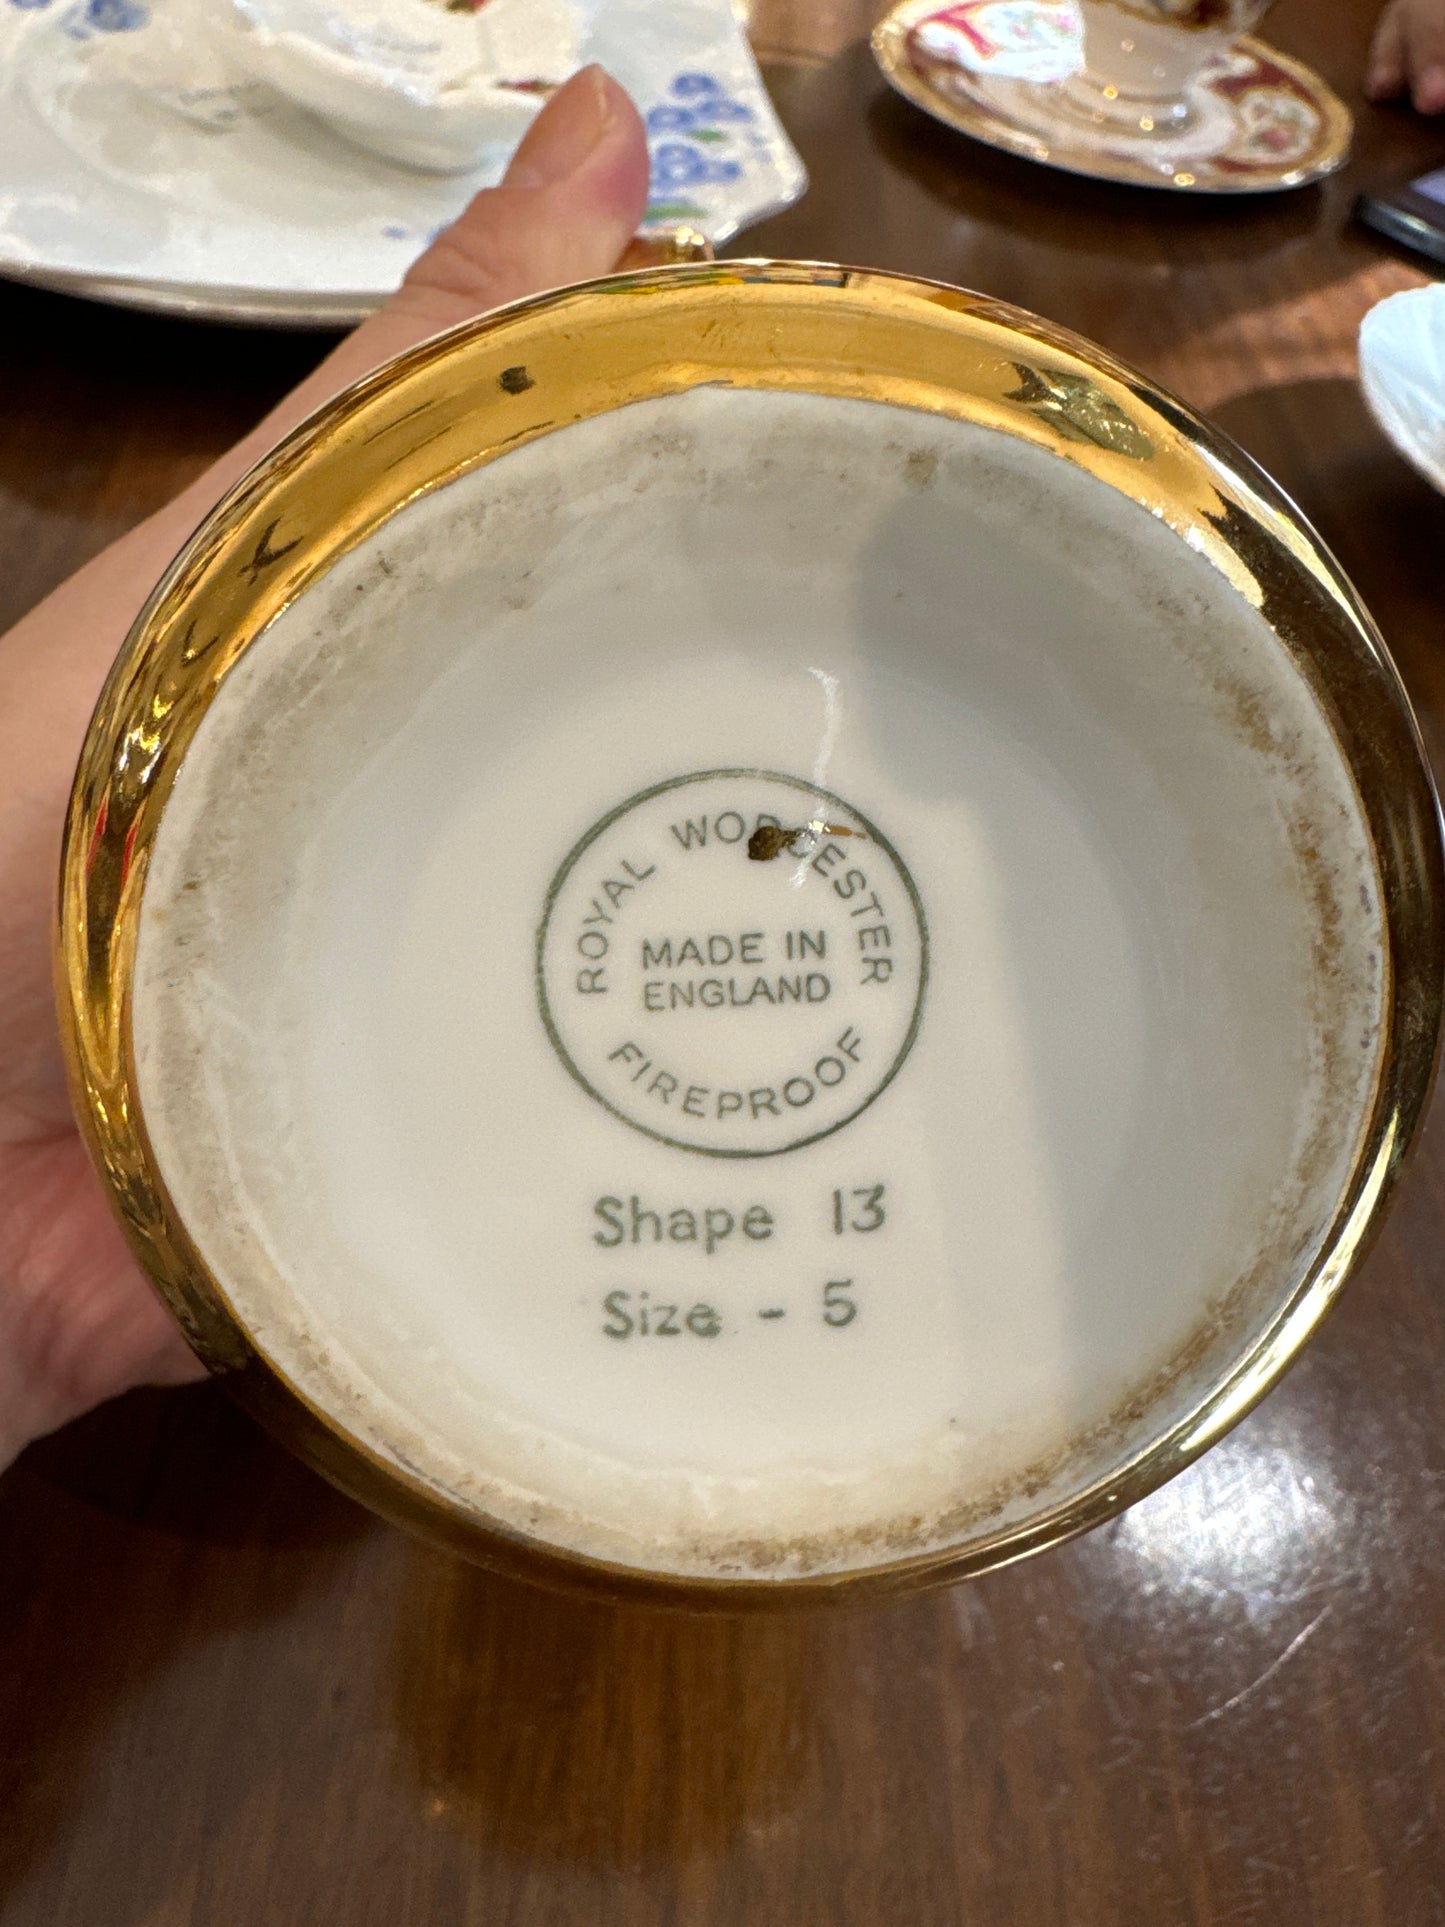 ROYAL WORCESTER
MADE IN
ENGLAND
FIREPROOF
Shape 13
Size - 5